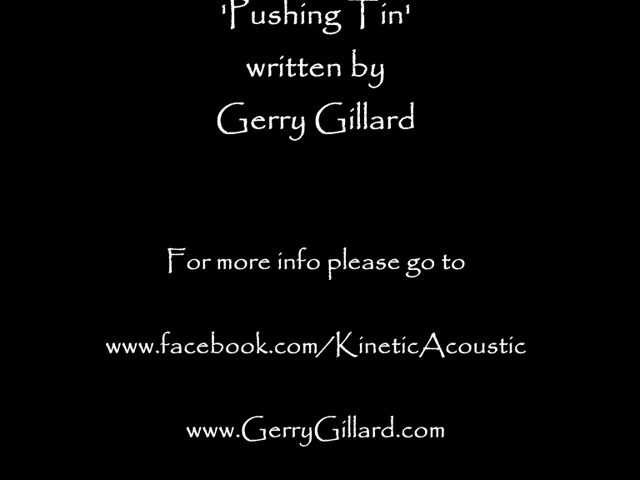 'Pushing Tin'
written by
Gerry Gillard
For more info please go to
www.facebook.com/KineticAcoustic
www.GerryGillard.com